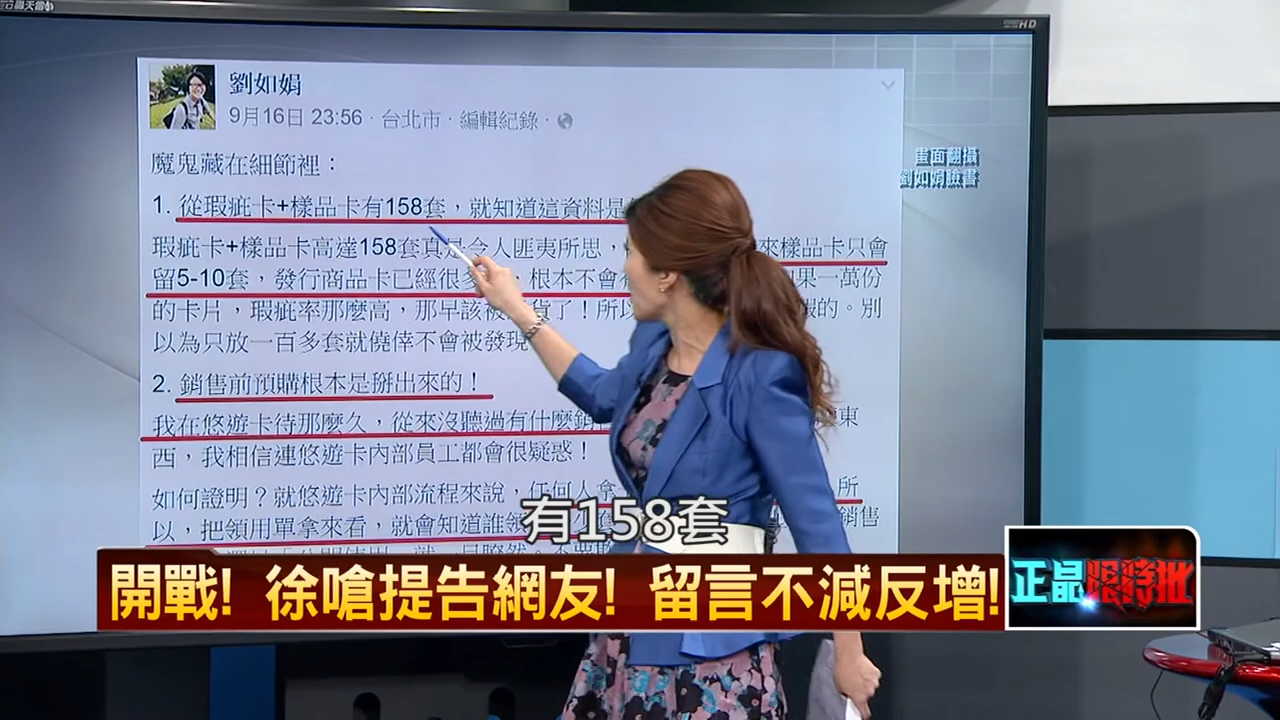 HD
劉如娟
9月16日 23:56·台北市·編輯紀錄·
畫面翻攝
劉如娟臉書
魔鬼藏在細節裡：
1. 從瑕疵卡+樣品卡有158套，就知道這資料是
瑕疵卡+樣品卡高達158套真是令人匪夷所思，來樣品卡只會
留5-10套，發行商品卡已經很多，根本不會有果一萬份
的卡片，瑕疵率那麼高，那早該被貨了！所以假的。別
以為只放一百多套就僥倖不會被發現
2. 銷售前預購根本是掰出來的！
我在悠遊卡待那麼久，從來沒聽過有什麼銷東
西，我相信連悠遊卡內部員工都會很疑惑！
如何證明？就悠遊卡內部流程來說，任何人拿所
以，把領用單拿來看，就會知道誰領銷售
有158套
開戰! 徐嗆提告網友! 留言不減反增!
正晶限時批